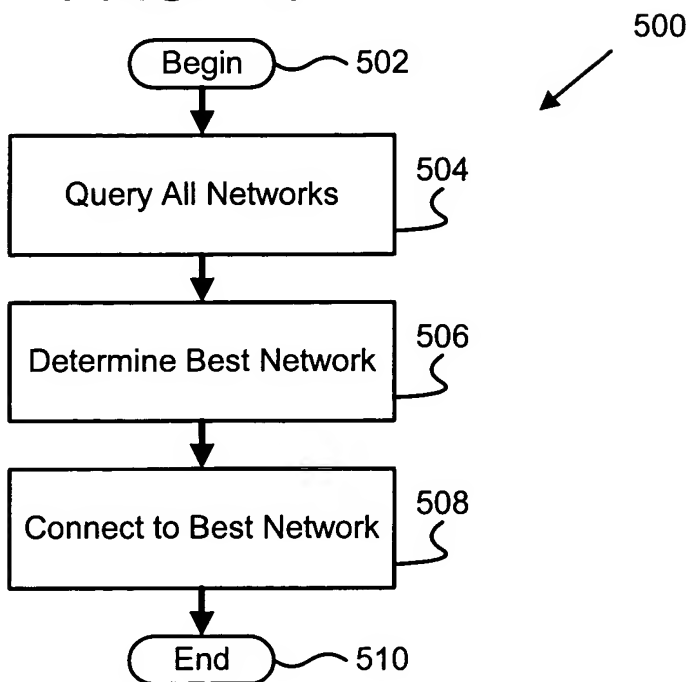 500
Begin 502
Query All Networks 504
Determine Best Network 506
Connect to Best Network 508
End 510